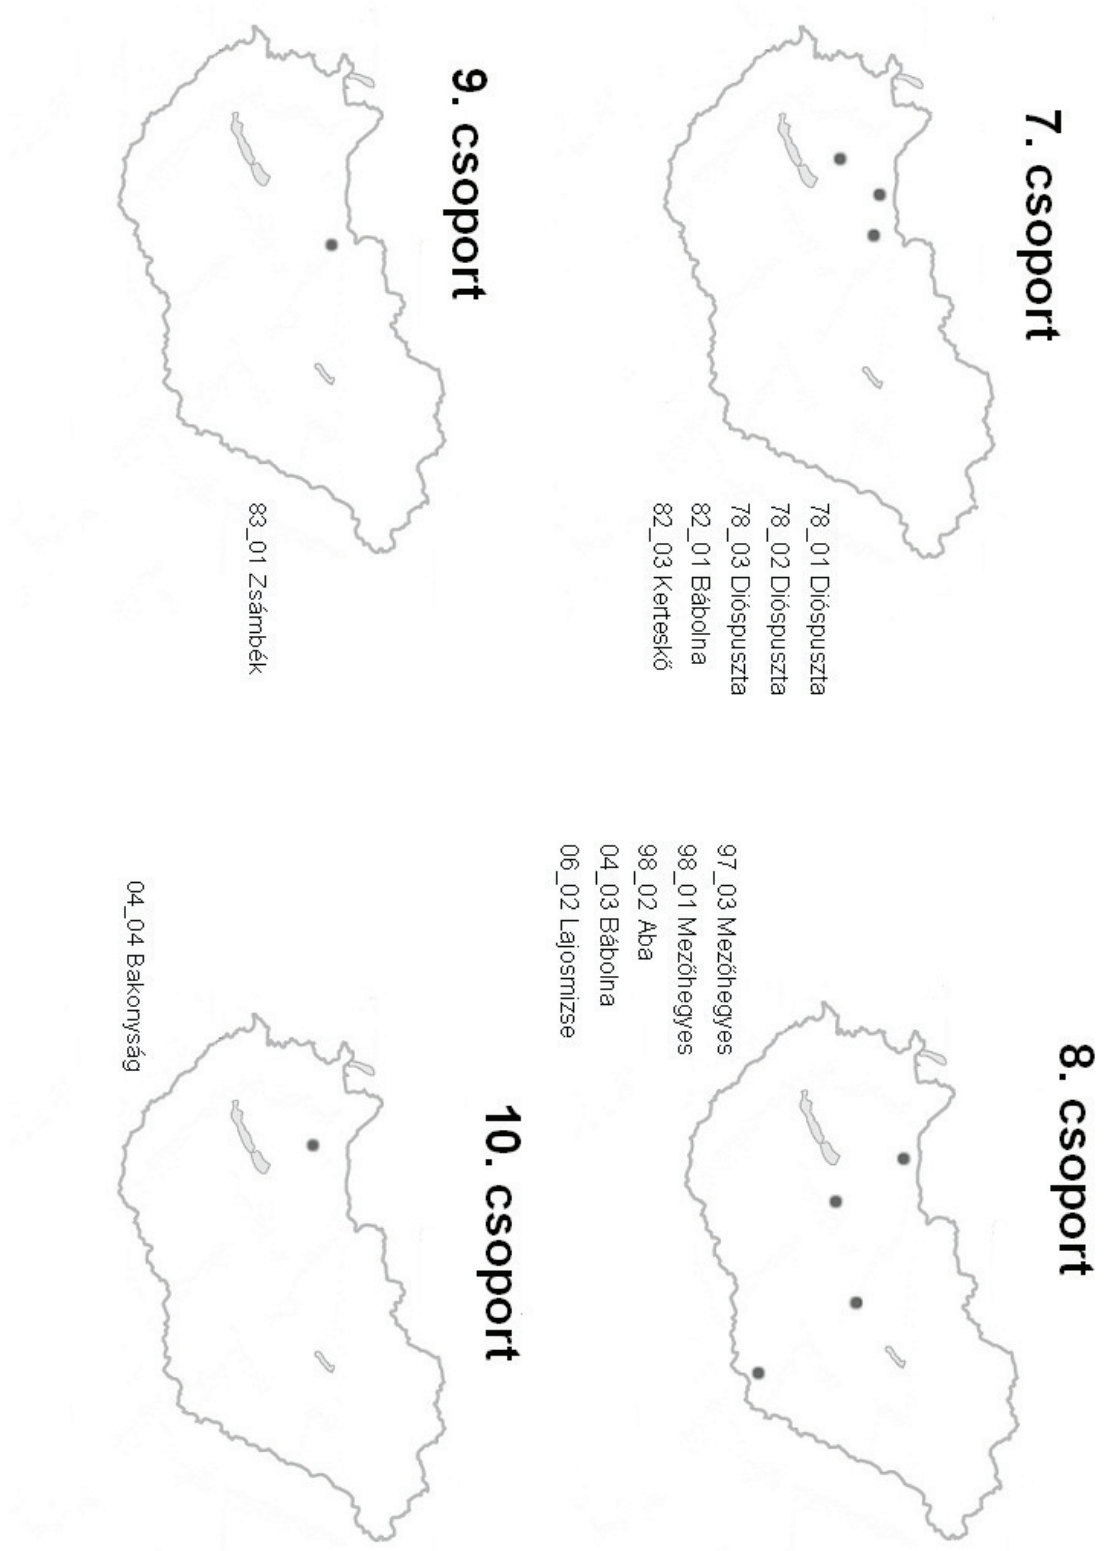 7. csoport
78_01 Dióspuszta
78_02 Dióspuszta
78_03 Dióspuszta
82_01 Bábolna
82_03 Kerteskő
8. csoport
97_03 Mezőhegyes
98_01 Mezőhegyes
98_02 Aba
04_03 Bábolna
06_02 Lajosmizse
9. csoport
83_01 Zsámbék
10. csoport
04_04 Bakonyság